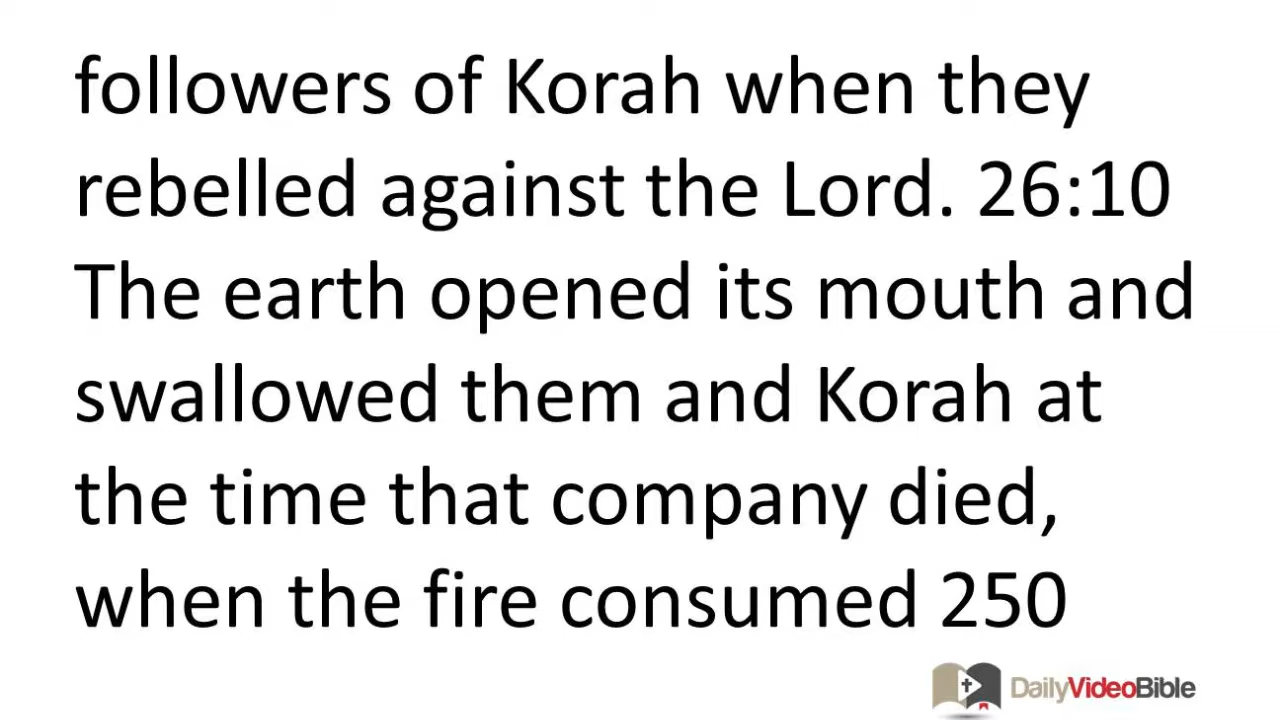 followers of Korah when they
rebelled against the Lord. 26:10
The earth opened its mouth and
swallowed them and Korah at
the time that company died,
when the fire consumed 250
DailyVideoBible